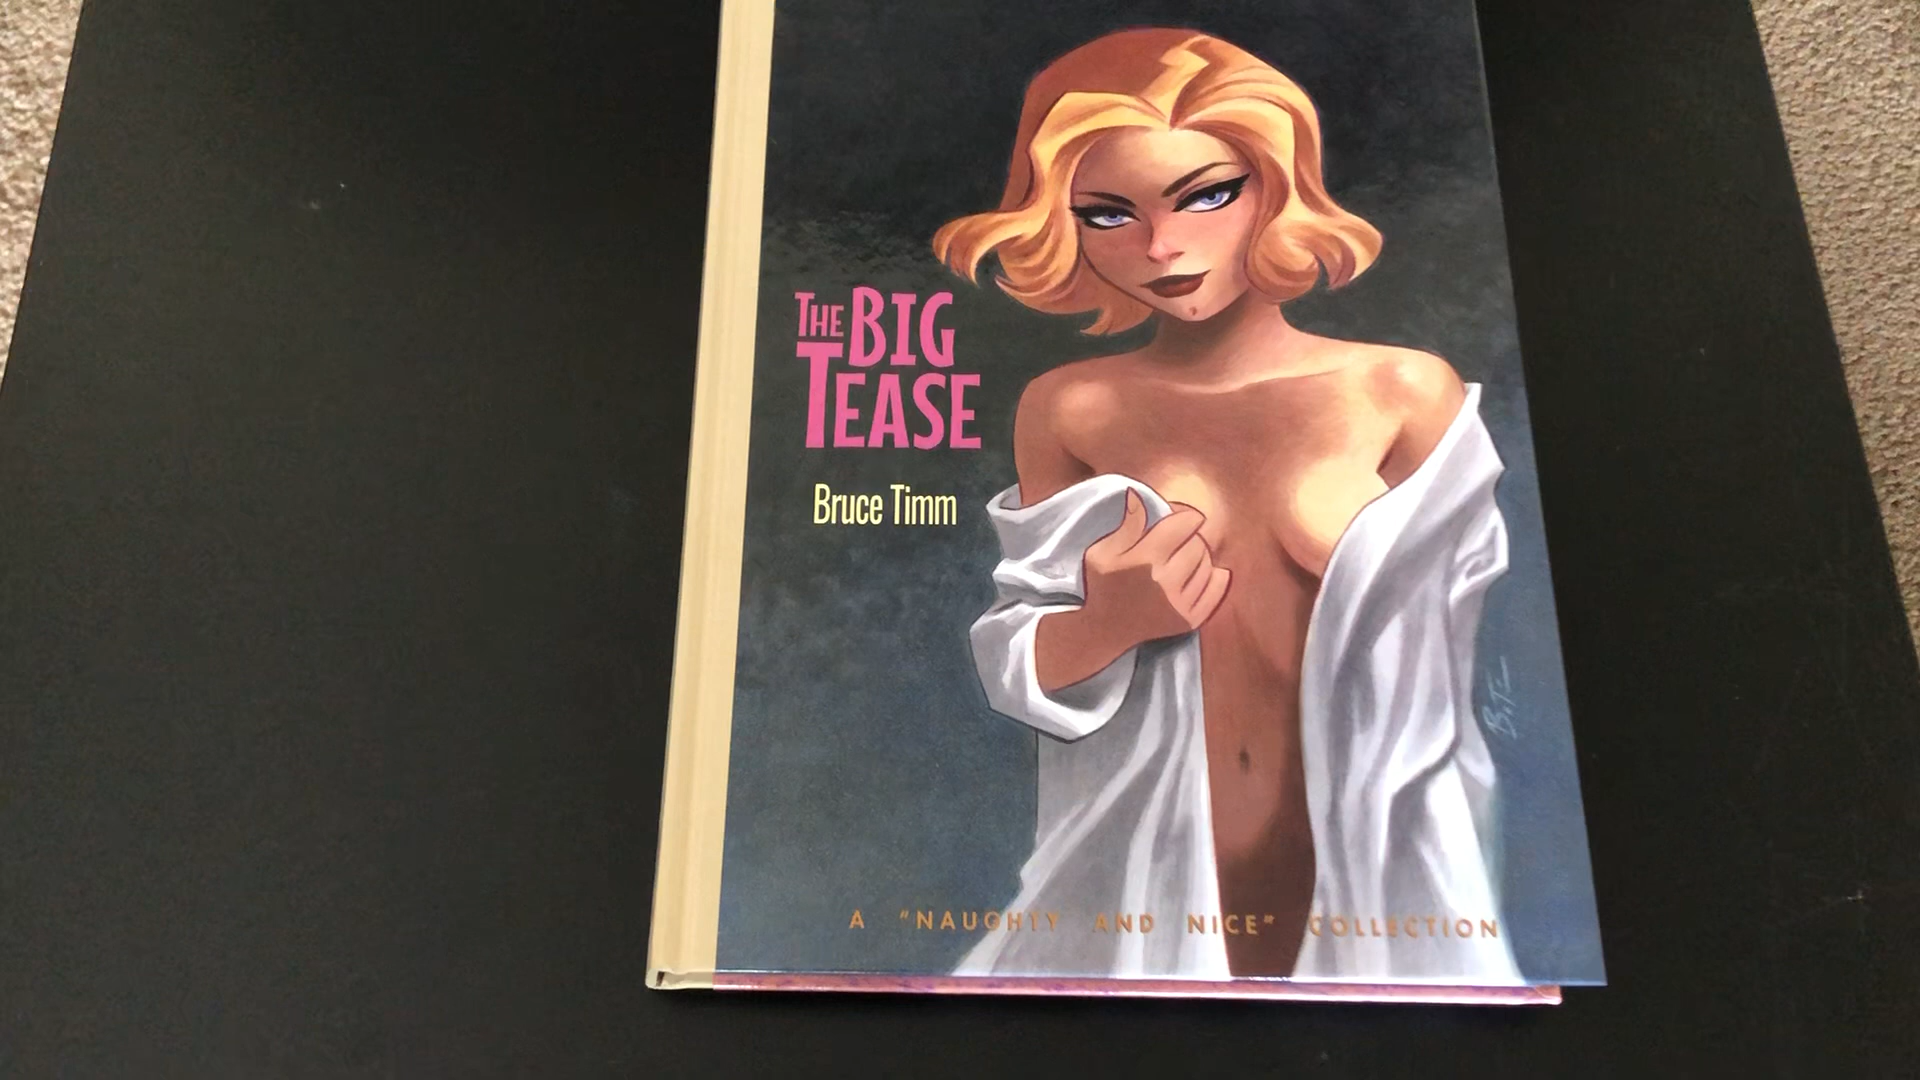 THE BIG
TEASE
Bruce Timm
B.T
A "NAUGHTY AND NICE" COLLECTION